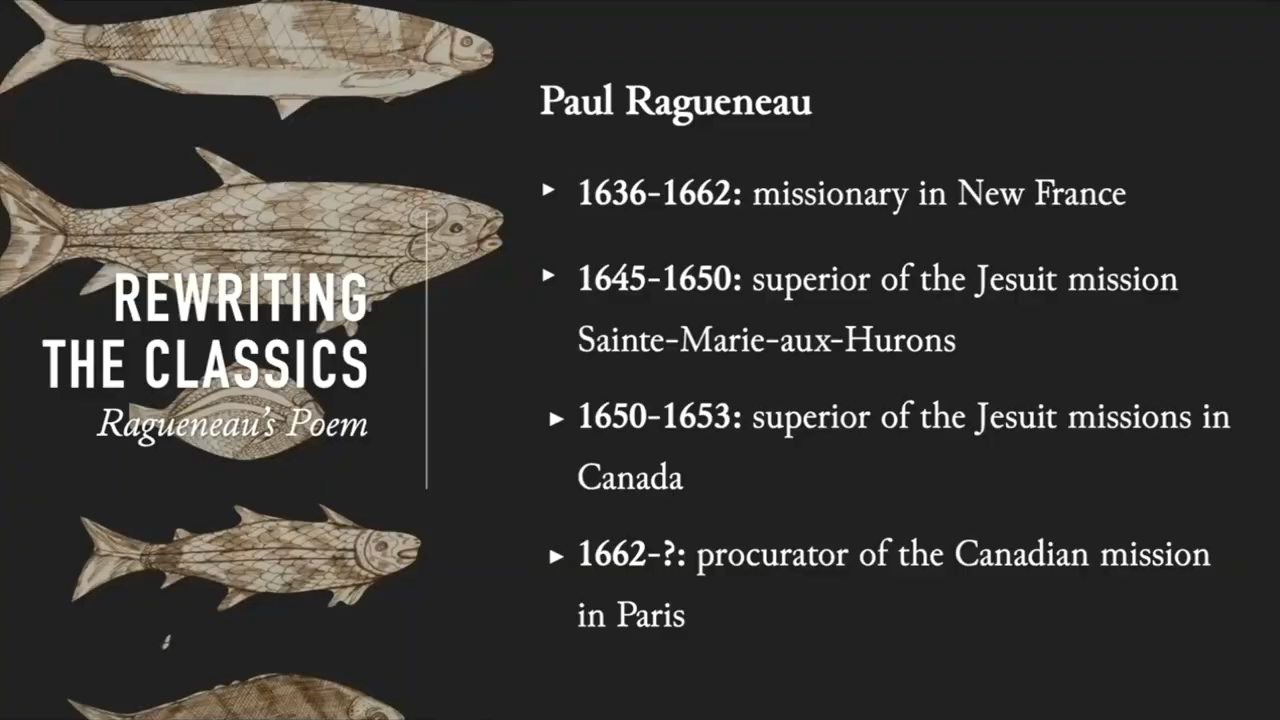 REWRITING
THE CLASSICS
Ragueneau's Poem
Paul Ragueneau
▸ 1636-1662: missionary in New France
▸ 1645-1650: superior of the Jesuit mission
Sainte-Marie-aux-Hurons
▸ 1650-1653: superior of the Jesuit missions in
Canada
▸ 1662-?: procurator of the Canadian mission
in Paris